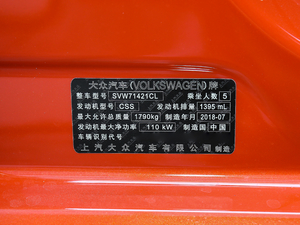 大众汽车(VOLKSWAGEN)牌
整车型号 SVW71421CL 乘坐人数 5
发动机型号 CSS 发动机排量 1395 mL
最大允许总质量 1790kg 制造年月 2018-07
发动机最大净功率 110 kW 制造国 中国
车辆识别代号
上汽大众汽车有限公司 制造